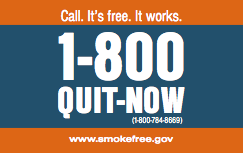 Call. It's free. It works.
1-800
QUIT-NOW
(1-800-784-8669)
www.smokefree.gov